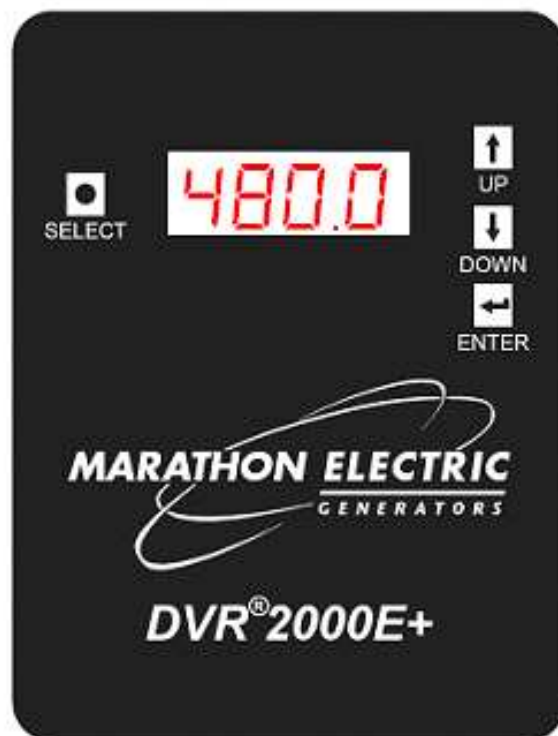 480.0
SELECT
UP
DOWN
ENTER
MARATHON ELECTRIC
GENERATORS
DVR®2000E+